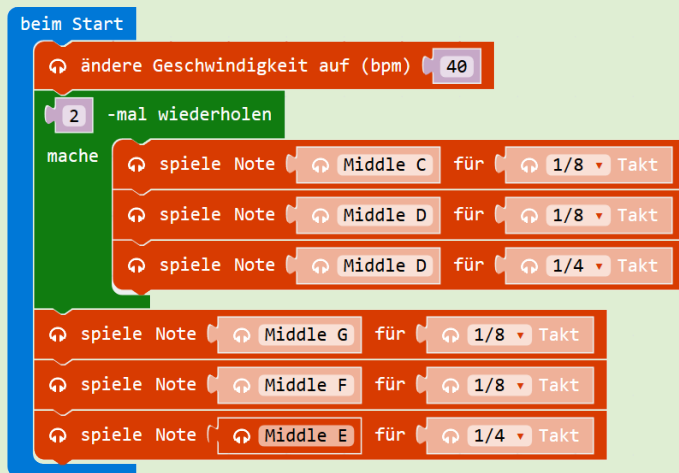 beim Start
ändere Geschwindigkeit auf (bpm) 40
2 -mal wiederholen
mache spiele Note Middle C für 1/8 Takt
spiele Note Middle D für 1/8 Takt
spiele Note Middle D für 1/4 Takt
spiele Note Middle G für 1/8 Takt
spiele Note Middle F für 1/8 Takt
spiele Note Middle E für 1/4 Takt